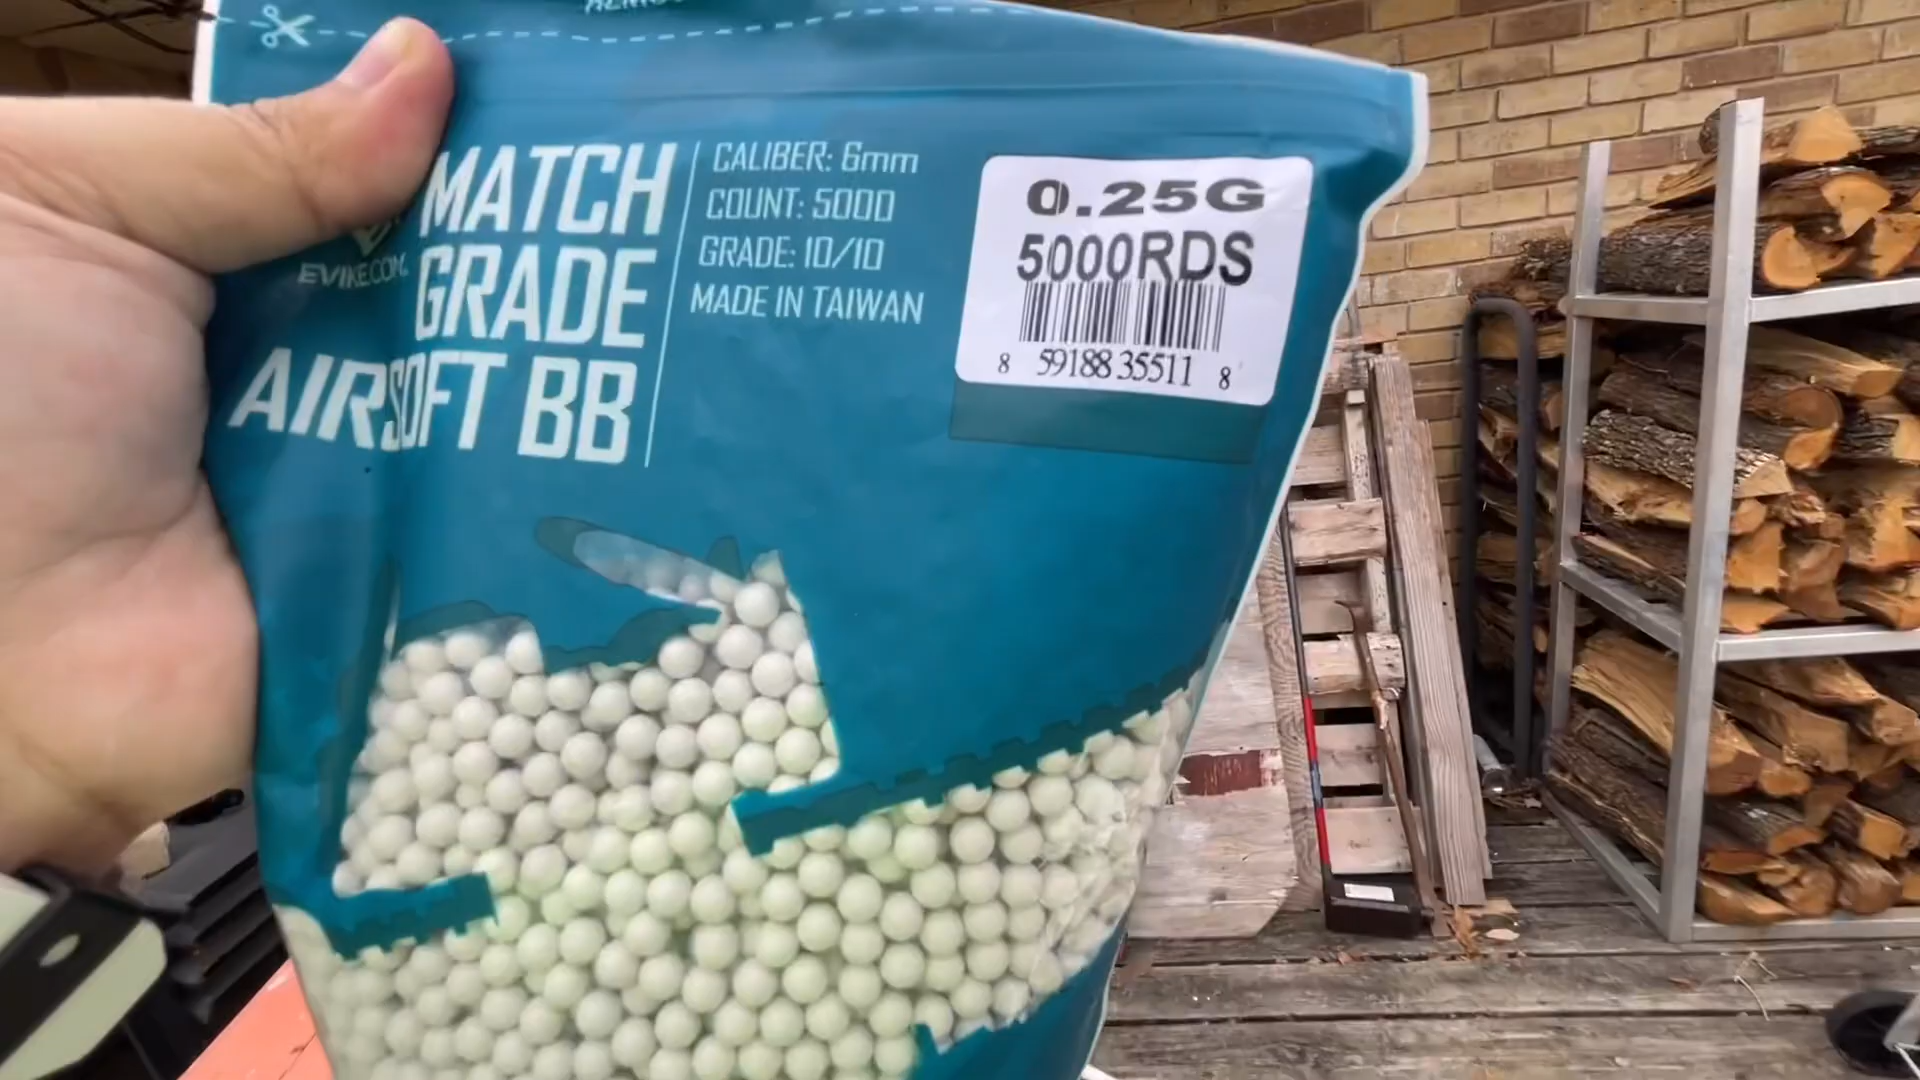 MATCH
GRADE
AIRSOFT BB
EVIKE.COM
CALIBER: 6mm
COUNT: 5000
GRADE: 10/10
MADE IN TAIWAN
0.25G
5000RDS
8 59188 35511 8